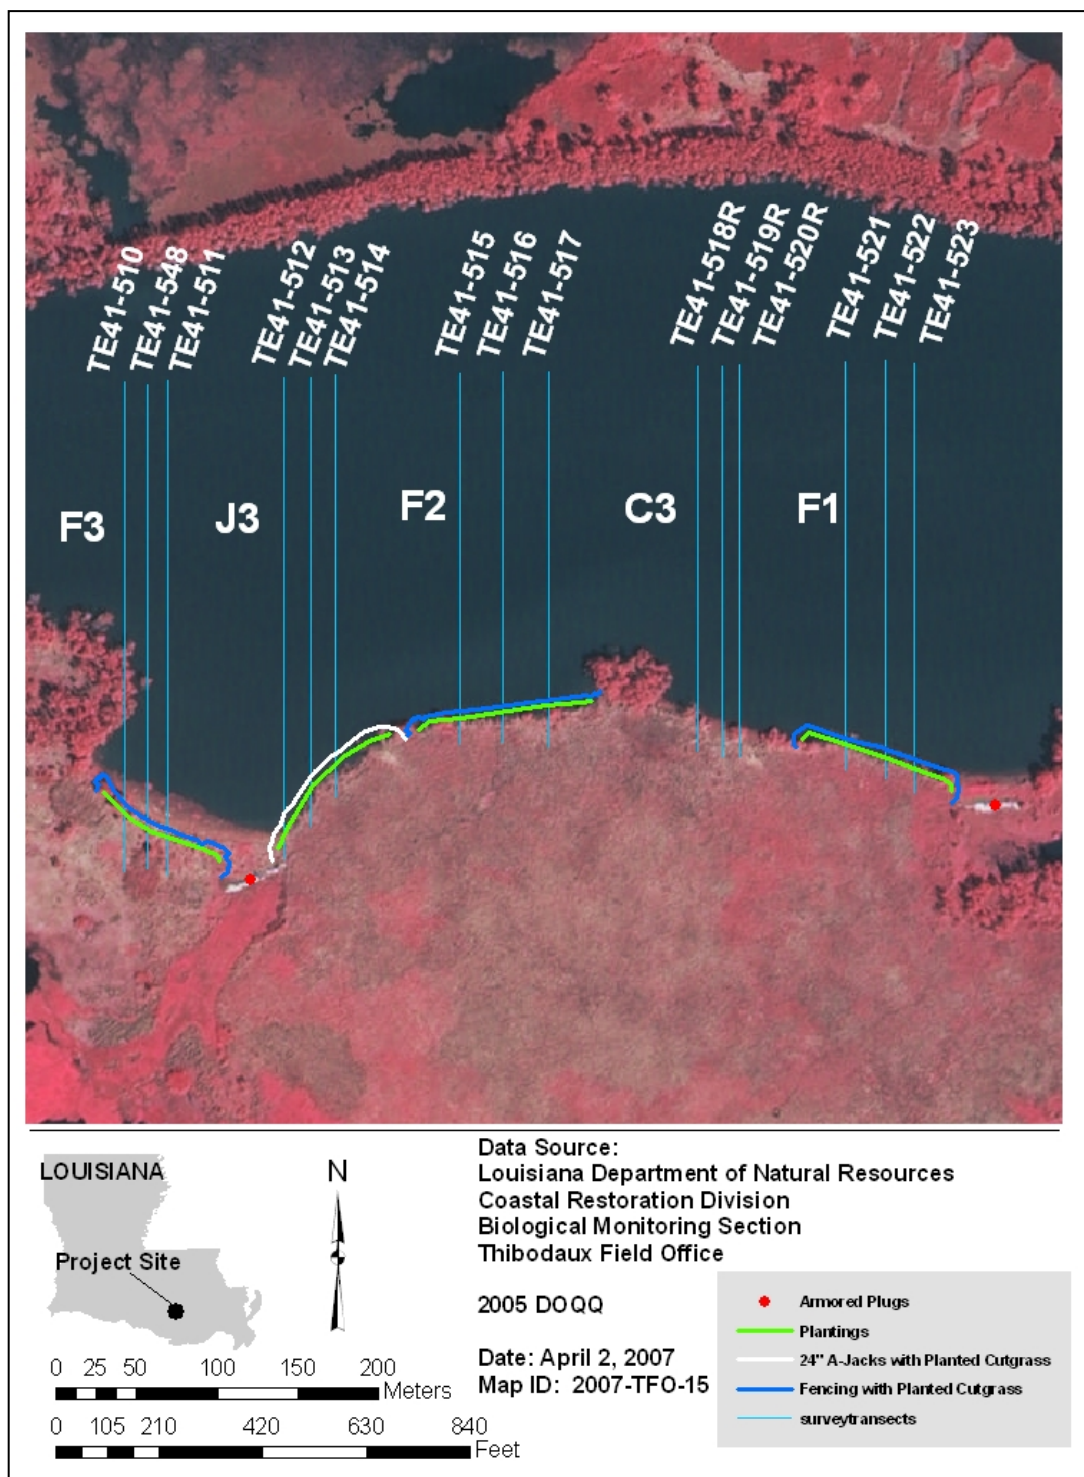 TE41-510
TE41-548
TE41-511
TE41-512
TE41-513
TE41-514
TE41-515
TE41-516
TE41-517
TE41-518R
TE41-519R
TE41-520R
TE41-521
TE41-522
TE41-523
F3
J3
F2
C3
F1
LOUISIANA
Project Site
N
0 25 50 100 150 200
Meters
0 105 210 420 630 840
Feet
Data Source:
Louisiana Department of Natural Resources
Coastal Restoration Division
Biological Monitoring Section
Thibodaux Field Office
2005 DOQQ
Date: April 2, 2007
Map ID: 2007-TFO-15
Armored Plugs
Plantings
24" A-Jacks with Planted Cutgrass
Fencing with Planted Cutgrass
surveytransects